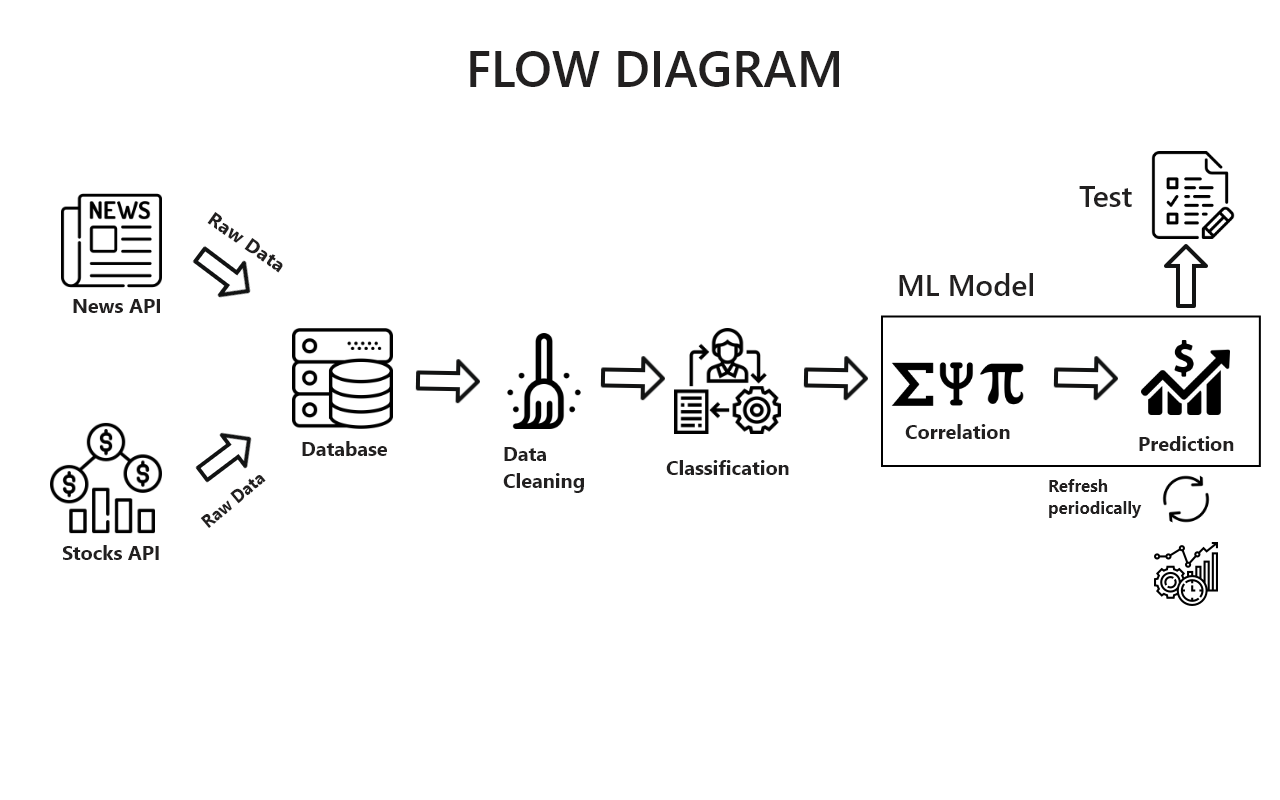 FLOW DIAGRAM
NEWS
News API
Raw Data
Stocks API
Raw Data
Database
Data
Cleaning
Classification
ML Model
ΣΨπ
Correlation
$
Prediction
Test
Refresh
periodically
$
$
$